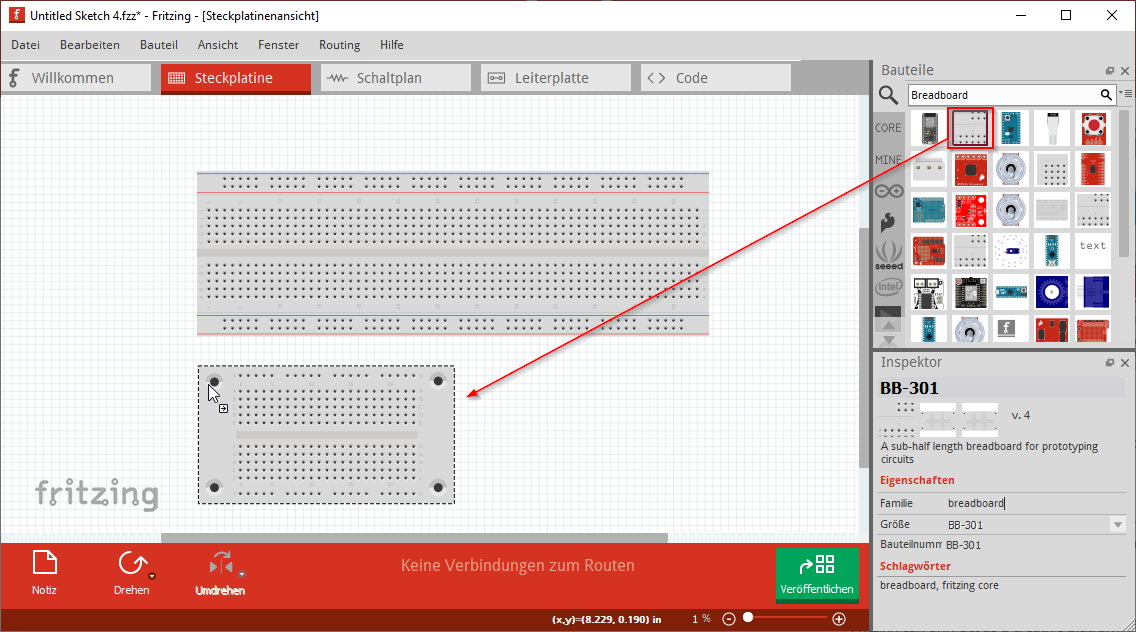 Untitled Sketch 4.fzz* - Fritzing - [Steckplatinenansicht]
Datei Bearbeiten Bauteil Ansicht Fenster Routing Hilfe
Willkommen Steckplatine Schaltplan Leiterplatte Code
Bauteile
Breadboard
CORE
MINE
text
seeed
intel
Inspektor
BB-301
v. 4
A sub-half length breadboard for prototyping
circuits
Eigenschaften
Familie breadboard
Größe BB-301
Bauteilnumm BB-301
Schlagwörter
breadboard, fritzing core
fritzing
Notiz
Drehen
Umdrehen
Keine Verbindungen zum Routen
Veröffentlichen
(x,y)=(8.229, 0.190) in 1 %